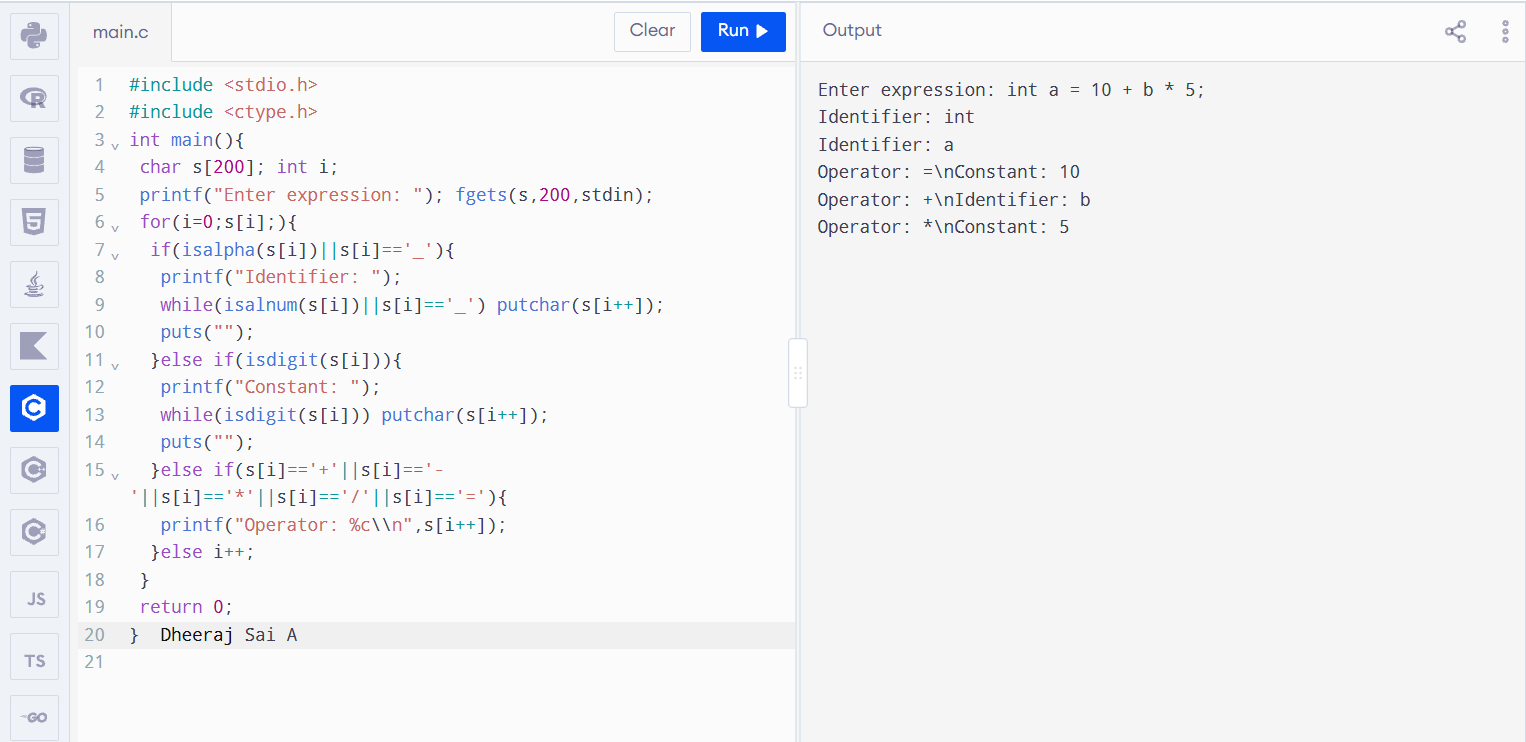 main.c
Clear
Run
Output
1 #include <stdio.h>
2 #include <ctype.h>
3 int main(){
4 char s[200]; int i;
5 printf("Enter expression: "); fgets(s,200,stdin);
6 for(i=0;s[i];){
7 if(isalpha(s[i])||s[i]=='_'){
8 printf("Identifier: ");
9 while(isalnum(s[i])||s[i]=='_') putchar(s[i++]);
10 puts("");
11 }else if(isdigit(s[i])){
12 printf("Constant: ");
13 while(isdigit(s[i])) putchar(s[i++]);
14 puts("");
15 }else if(s[i]=='+'||s[i]=='-
'||s[i]=='*'||s[i]=='/'||s[i]=='='){
16 printf("Operator: %c\\n",s[i++]);
17 }else i++;
18 }
19 return 0;
20 } Dheeraj Sai A
21
Enter expression: int a = 10 + b * 5;
Identifier: int
Identifier: a
Operator: =\nConstant: 10
Operator: +\nIdentifier: b
Operator: *\nConstant: 5
R
5
C
C
C
JS
TS
GO